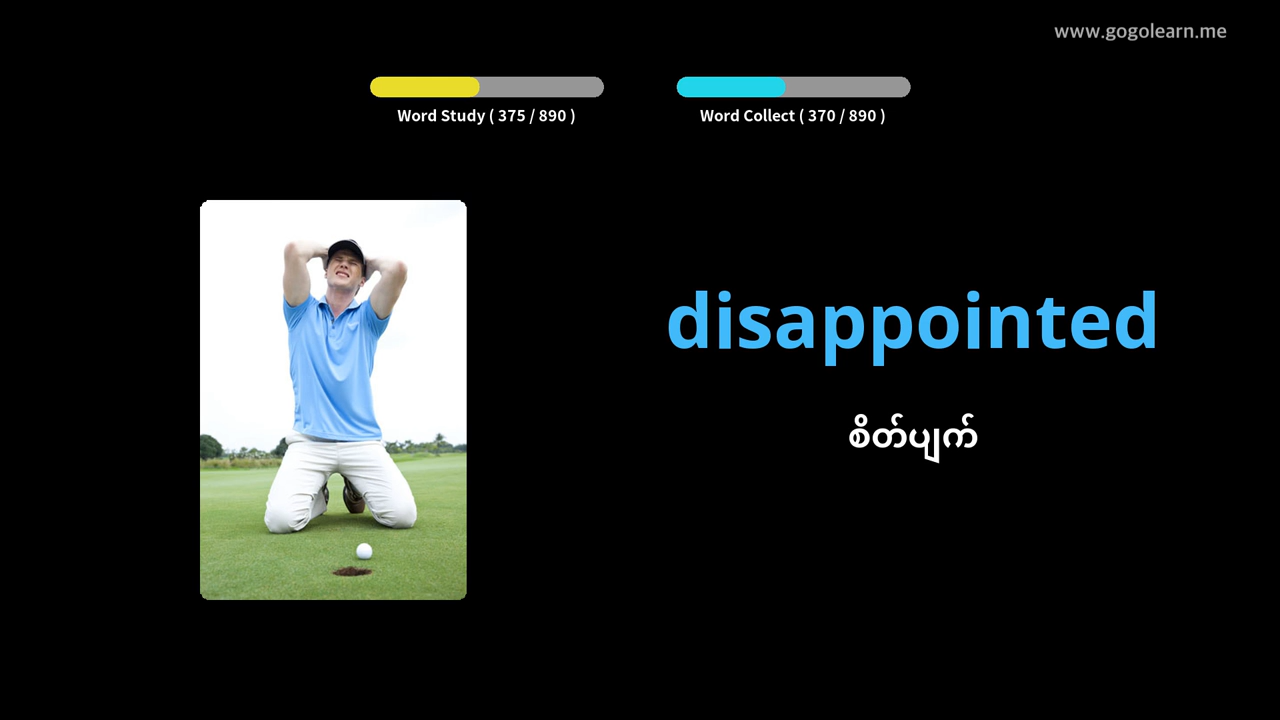 www.gogolearn.me
Word Study ( 375 / 890 )
Word Collect ( 370 / 890 )
disappointed
စိတ်ပျက်